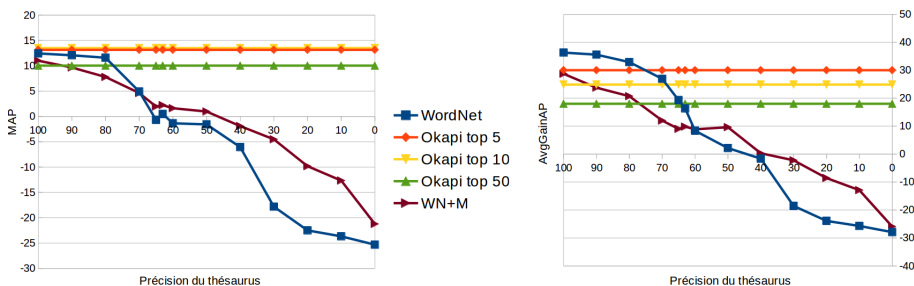 20
15
10
5
0
-5
-10
-15
-20
-25
-30
MAP
100 90 80 70 60 50 40 30 20 10 0
Précision du thésaurus
WordNet
Okapi top 5
Okapi top 10
Okapi top 50
WN+M
AvgGainAP
50
40
30
20
10
0
-10
-20
-30
-40
100 90 80 70 60 50 40 30 20 10 0
Précision du thésaurus